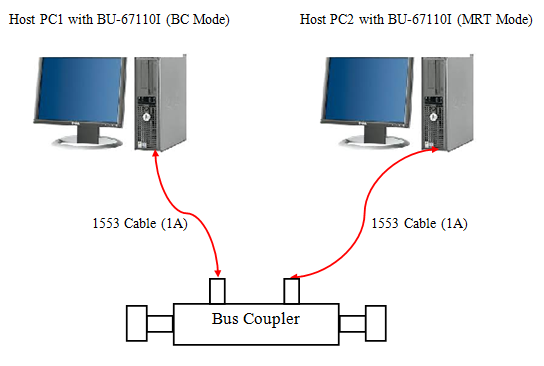 Host PC1 with BU-67110I (BC Mode)
Host PC2 with BU-67110I (MRT Mode)
1553 Cable (1A)
1553 Cable (1A)
Bus Coupler